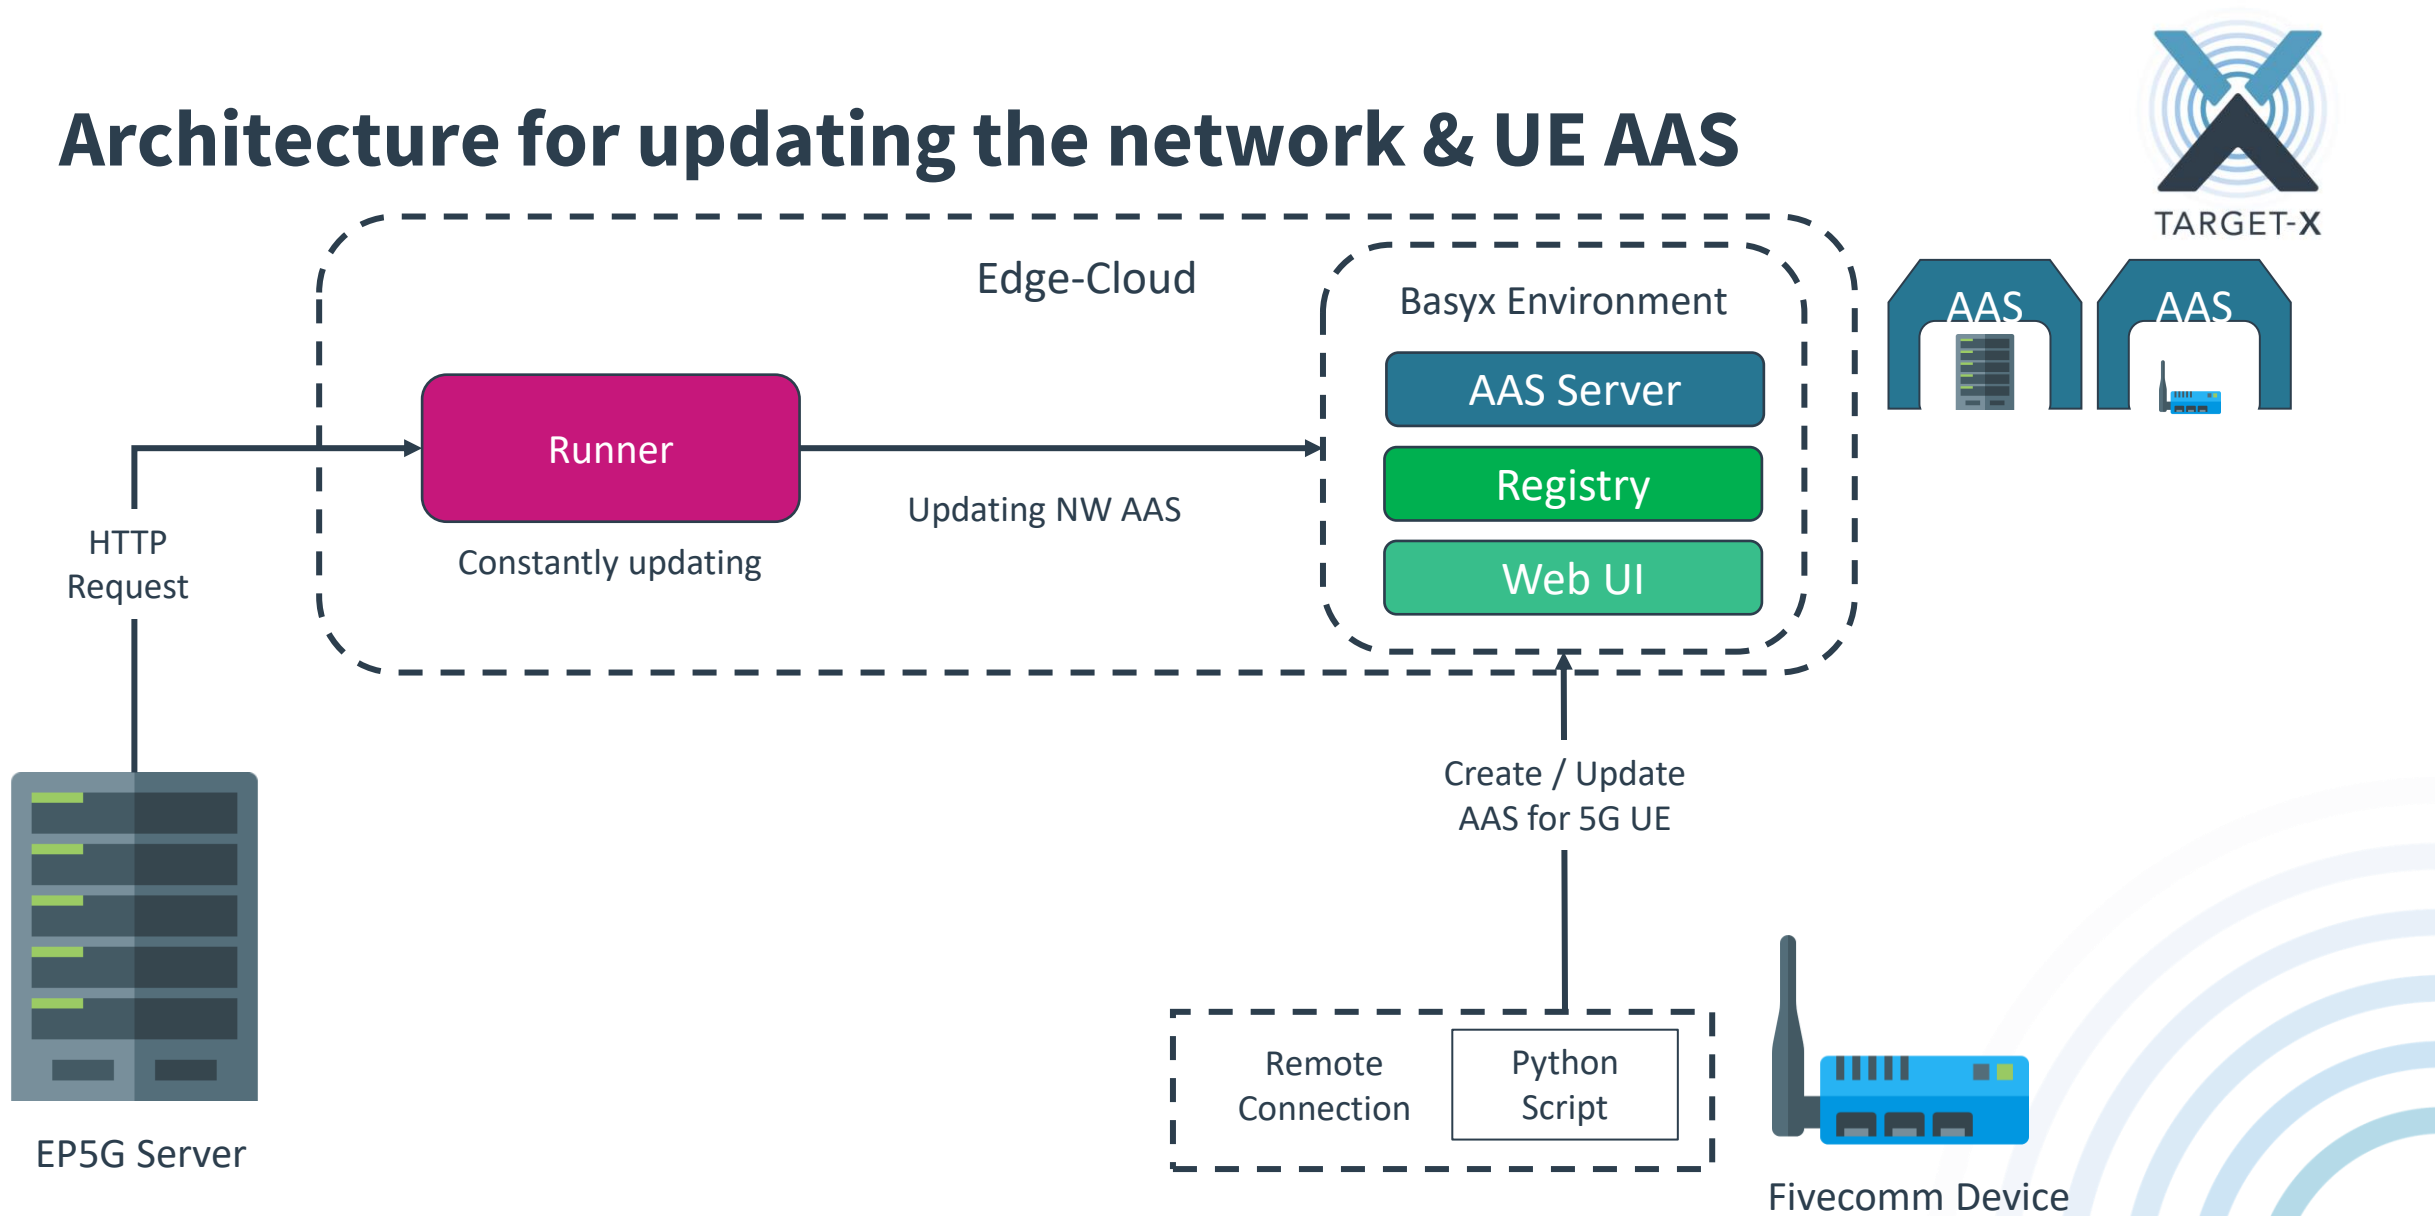 Architecture for updating the network & UE AAS
TARGET-X
Edge-Cloud
Basyx Environment
AAS
AAS
AAS Server
Runner
Registry
Updating NW AAS
HTTP
Request
Constantly updating
Web UI
Create / Update
AAS for 5G UE
Remote
Connection
Python
Script
EP5G Server
Fivecomm Device